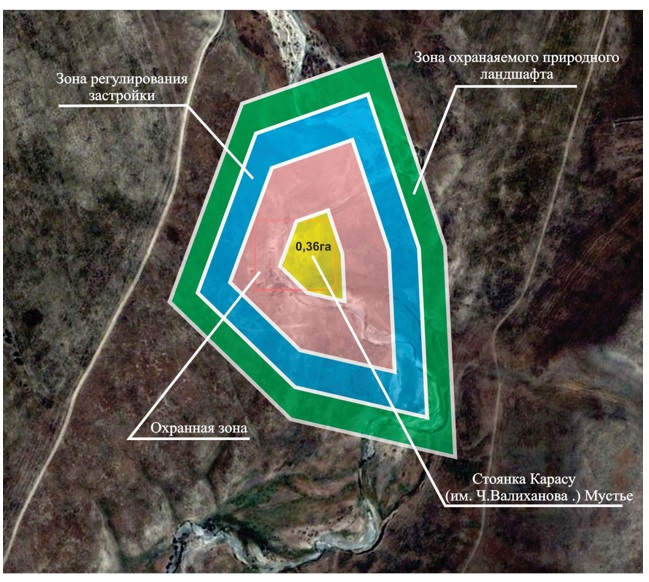 Зона охранаяемого природного
ландшафта
Зона регулирования
застройки
0,36га
Охранная зона
Стоянка Карасу
(им. Ч.Валиханова .) Мустье